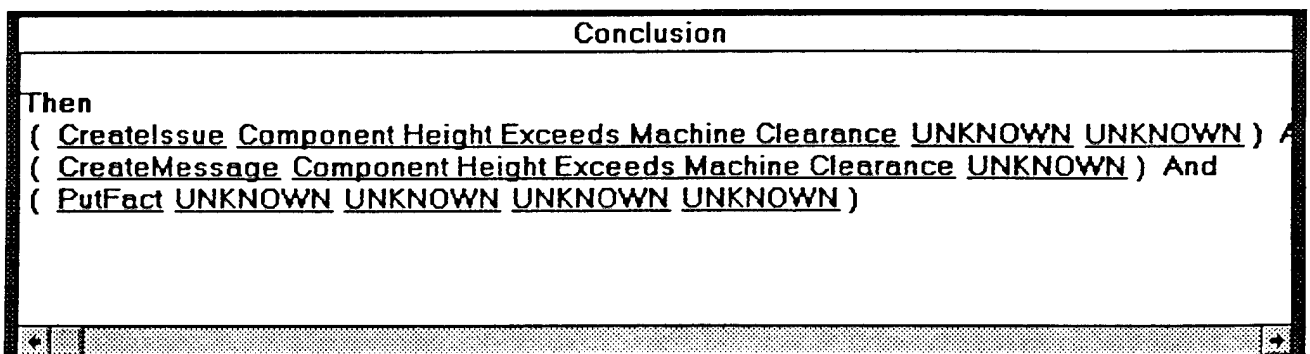 Conclusion
Then
( CreateIssue Component Height Exceeds Machine Clearance UNKNOWN UNKNOWN )
( CreateMessage Component Height Exceeds Machine Clearance UNKNOWN ) And
( PutFact UNKNOWN UNKNOWN UNKNOWN UNKNOWN )